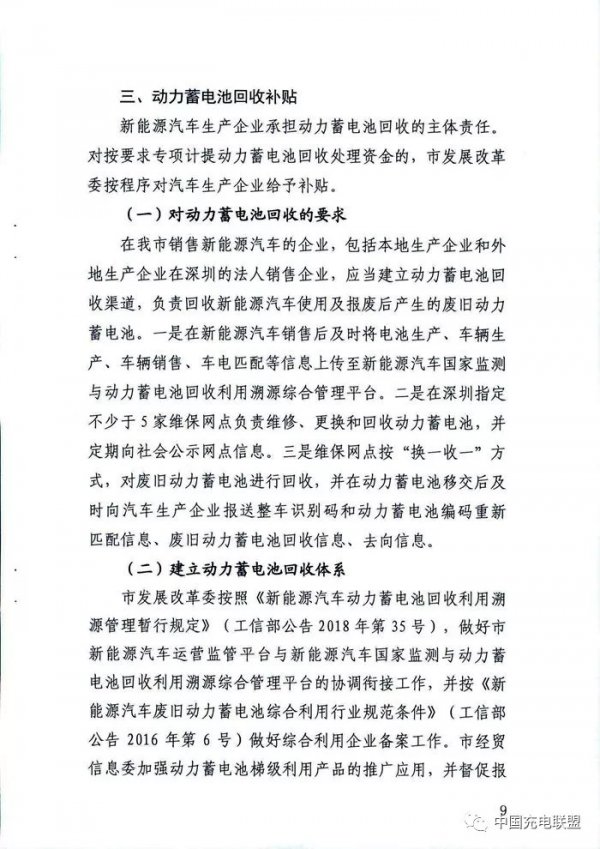 三、动力蓄电池回收补贴
新能源汽车生产企业承担动力蓄电池回收的主体责任。
对按要求专项计提动力蓄电池回收处理资金的，市发展改革
委按程序对汽车生产企业给予补贴。
（一）对动力蓄电池回收的要求
在我市销售新能源汽车的企业，包括本地生产企业和外
地生产企业在深圳的法人销售企业，应当建立动力蓄电池回
收渠道，负责回收新能源汽车使用及报废后产生的废旧动力
蓄电池。一是在新能源汽车销售后及时将电池生产、车辆生
产、车辆销售、车电匹配等信息上传至新能源汽车国家监测
与动力蓄电池回收利用溯源综合管理平台。二是在深圳指定
不少于5家维保网点负责维修、更换和回收动力蓄电池，并
定期向社会公示网点信息。三是维保网点按“换一收一”方
式，对废旧动力蓄电池进行回收，并在动力蓄电池移交后及
时向汽车生产企业报送整车识别码和动力蓄电池编码重新
匹配信息、废旧动力蓄电池回收信息、去向信息。
（二）建立动力蓄电池回收体系
市发展改革委按照《新能源汽车动力蓄电池回收利用溯
源管理暂行规定》（工信部公告2018年第35号），做好市
新能源汽车运营监管平台与新能源汽车国家监测与动力蓄
电池回收利用溯源综合管理平台的协调衔接工作，并按《新
能源汽车废旧动力蓄电池综合利用行业规范条件》（工信部
公告2016年第6号）做好综合利用企业备案工作。市经贸
信息委加强动力蓄电池梯级利用产品的推广应用，并督促报
9
中国充电联盟